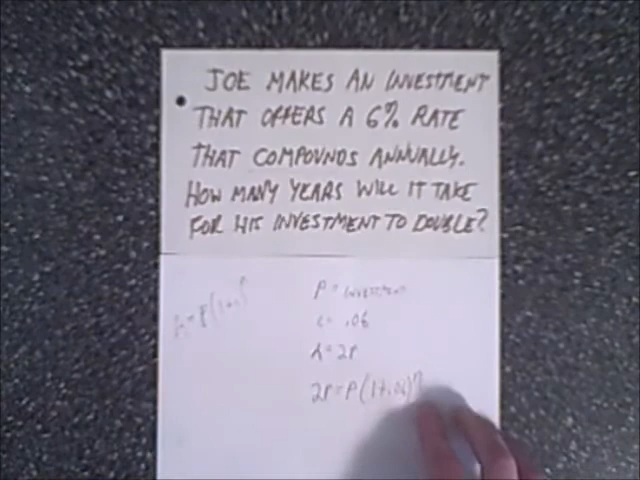 JOE MAKES AN INVESTMENT
THAT OFFERS A 6% RATE
THAT COMPOUNDS ANNUALLY.
HOW MANY YEARS WILL IT TAKE
FOR HIS INVESTMENT TO DOUBLE?
A=P(1+i)^n
P = INVESTMENT
i= .06
A=2P
2P=P(1+.06)^n